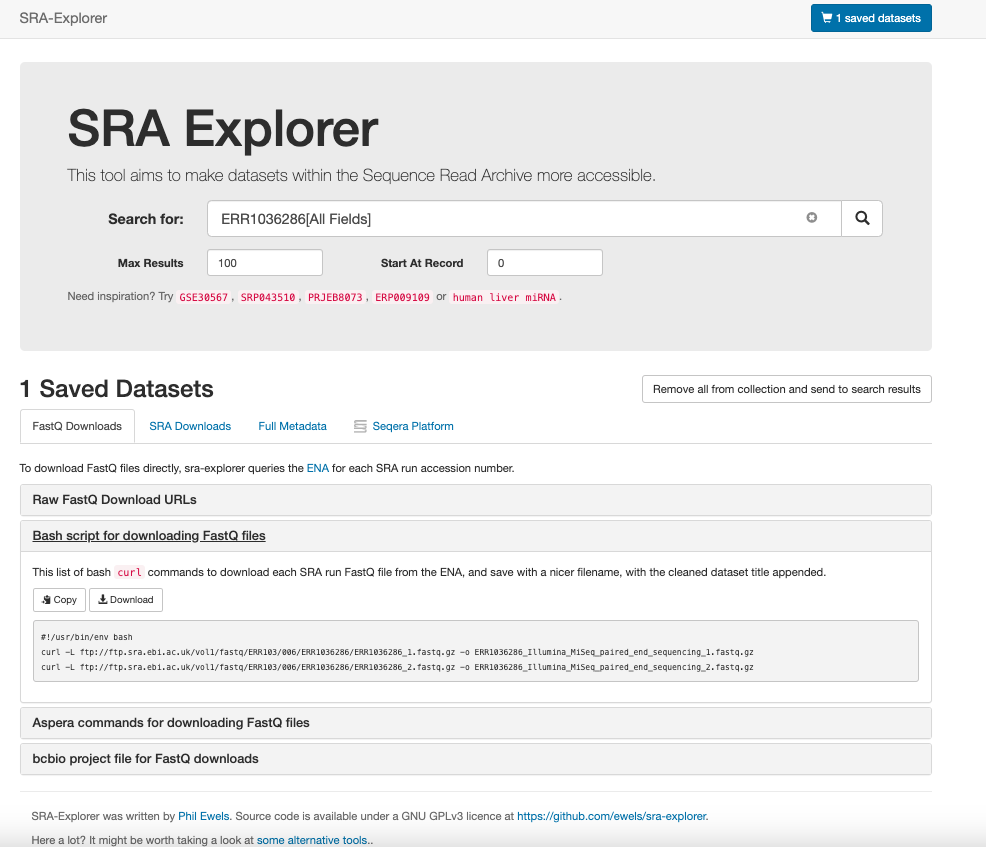 SRA-Explorer
1 saved datasets
SRA Explorer
This tool aims to make datasets within the Sequence Read Archive more accessible.
Search for: ERR1036286[All Fields]
Max Results 100 Start At Record 0
Need inspiration? Try GSE30567, SRP043510, PRJEB8073, ERP009109 or human liver miRNA.
1 Saved Datasets
Remove all from collection and send to search results
FastQ Downloads SRA Downloads Full Metadata Seqera Platform
To download FastQ files directly, sra-explorer queries the ENA for each SRA run accession number.
Raw FastQ Download URLs
Bash script for downloading FastQ files
This list of bash curl commands to download each SRA run FastQ file from the ENA, and save with a nicer filename, with the cleaned dataset title appended.
Copy Download
#!/usr/bin/env bash
curl -L ftp://ftp.sra.ebi.ac.uk/vol1/fastq/ERR103/006/ERR1036286/ERR1036286_1.fastq.gz -o ERR1036286_Illumina_MiSeq_paired_end_sequencing_1.fastq.gz
curl -L ftp://ftp.sra.ebi.ac.uk/vol1/fastq/ERR103/006/ERR1036286/ERR1036286_2.fastq.gz -o ERR1036286_Illumina_MiSeq_paired_end_sequencing_2.fastq.gz
Aspera commands for downloading FastQ files
bcbio project file for FastQ downloads
SRA-Explorer was written by Phil Ewels. Source code is available under a GNU GPLv3 licence at https://github.com/ewels/sra-explorer.
Here a lot? It might be worth taking a look at some alternative tools..